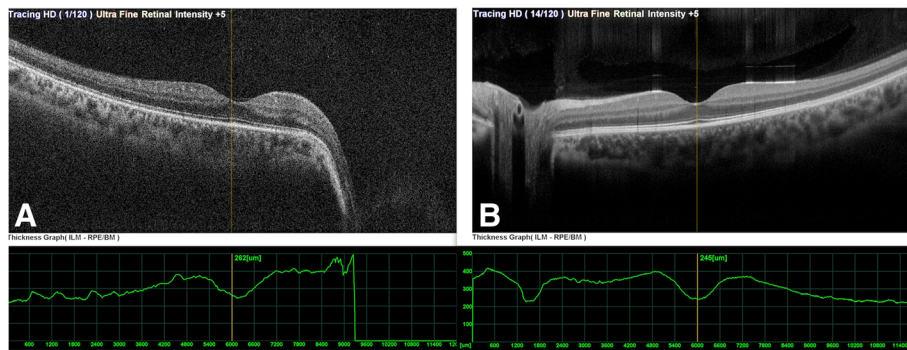 Tracing HD ( 1/120 ) Ultra Fine Retinal Intensity +5
A
Thickness Graph( ILM - RPE/BM )
262[um]
600 1200 1800 2400 3000 3600 4200 4800 5400 6000 6600 7200 7800 8400 9000 9600 10200 10800 11400
Tracing HD ( 14/120 ) Ultra Fine Retinal Intensity +5
B
Thickness Graph( ILM - RPE/BM )
500
400
300
200
100
245[um]
[um] 600 1200 1800 2400 3000 3600 4200 4800 5400 6000 6600 7200 7800 8400 9000 9600 10200 10800